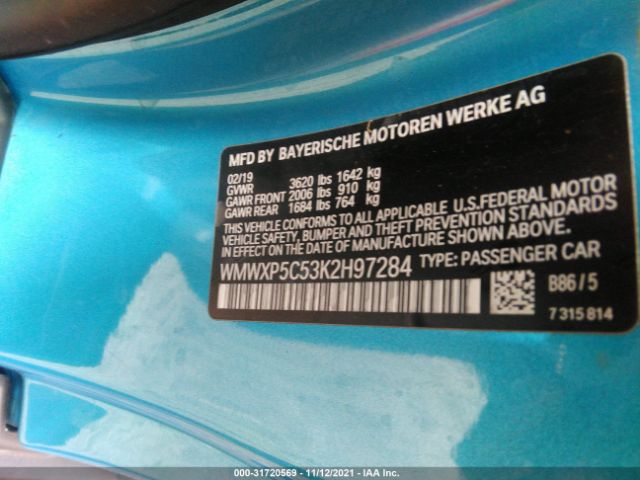 MFD BY BAYERISCHE MOTOREN WERKE AG
02/19
GVWR 3620 lbs 1642 kg
GAWR FRONT 2006 lbs 910 kg
GAWR REAR 1684 lbs 764 kg
THIS VEHICLE CONFORMS TO ALL APPLICABLE U.S.FEDERAL MOTOR
VEHICLE SAFETY, BUMPER AND THEFT PREVENTION STANDARDS
IN EFFECT ON THE DATE OF MANUFACTURE SHOWN ABOVE.
WMWXP5C53K2H97284 TYPE: PASSENGER CAR
B86/5
7 315 814
000-31720569 - 11/12/2021 - IAA Inc.